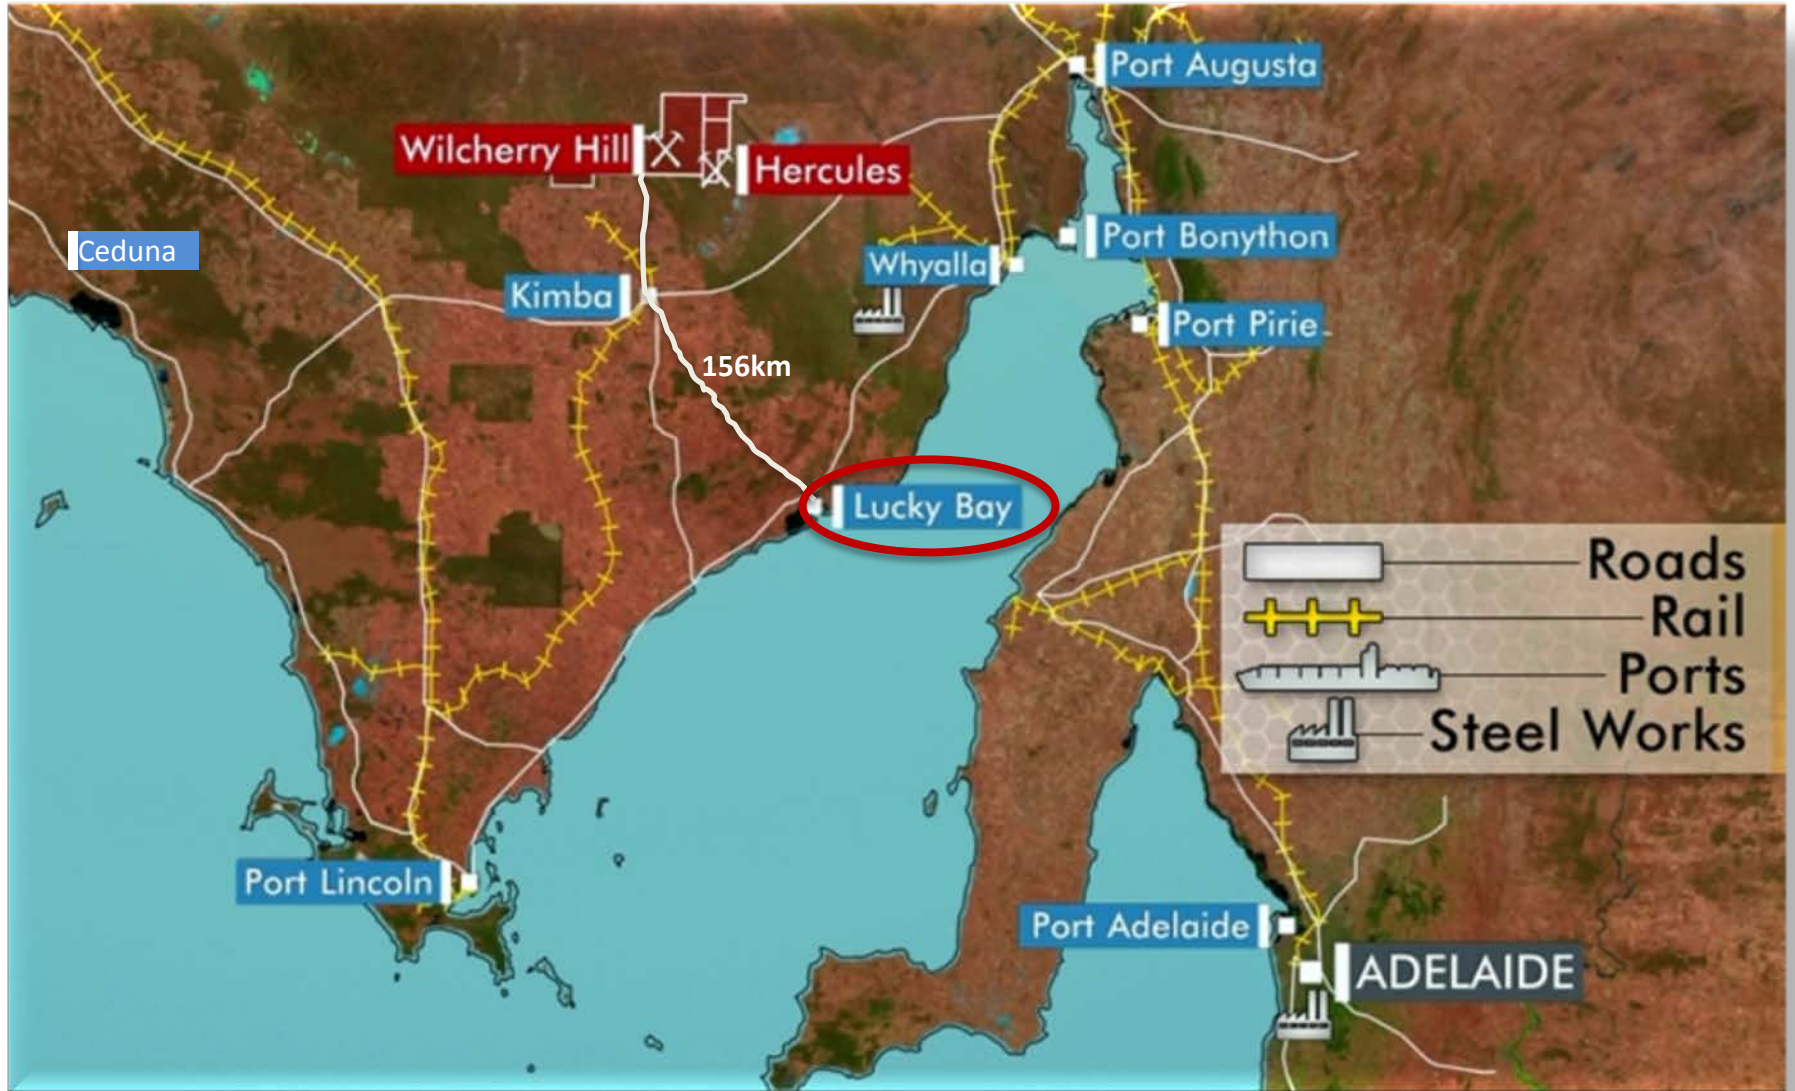 Port Augusta
Wilcherry Hill
Hercules
Ceduna
Port Bonython
Whyalla
Kimba
Port Pirie
156km
Lucky Bay
Roads
Rail
Ports
Steel Works
Port Lincoln
Port Adelaide
ADELAIDE